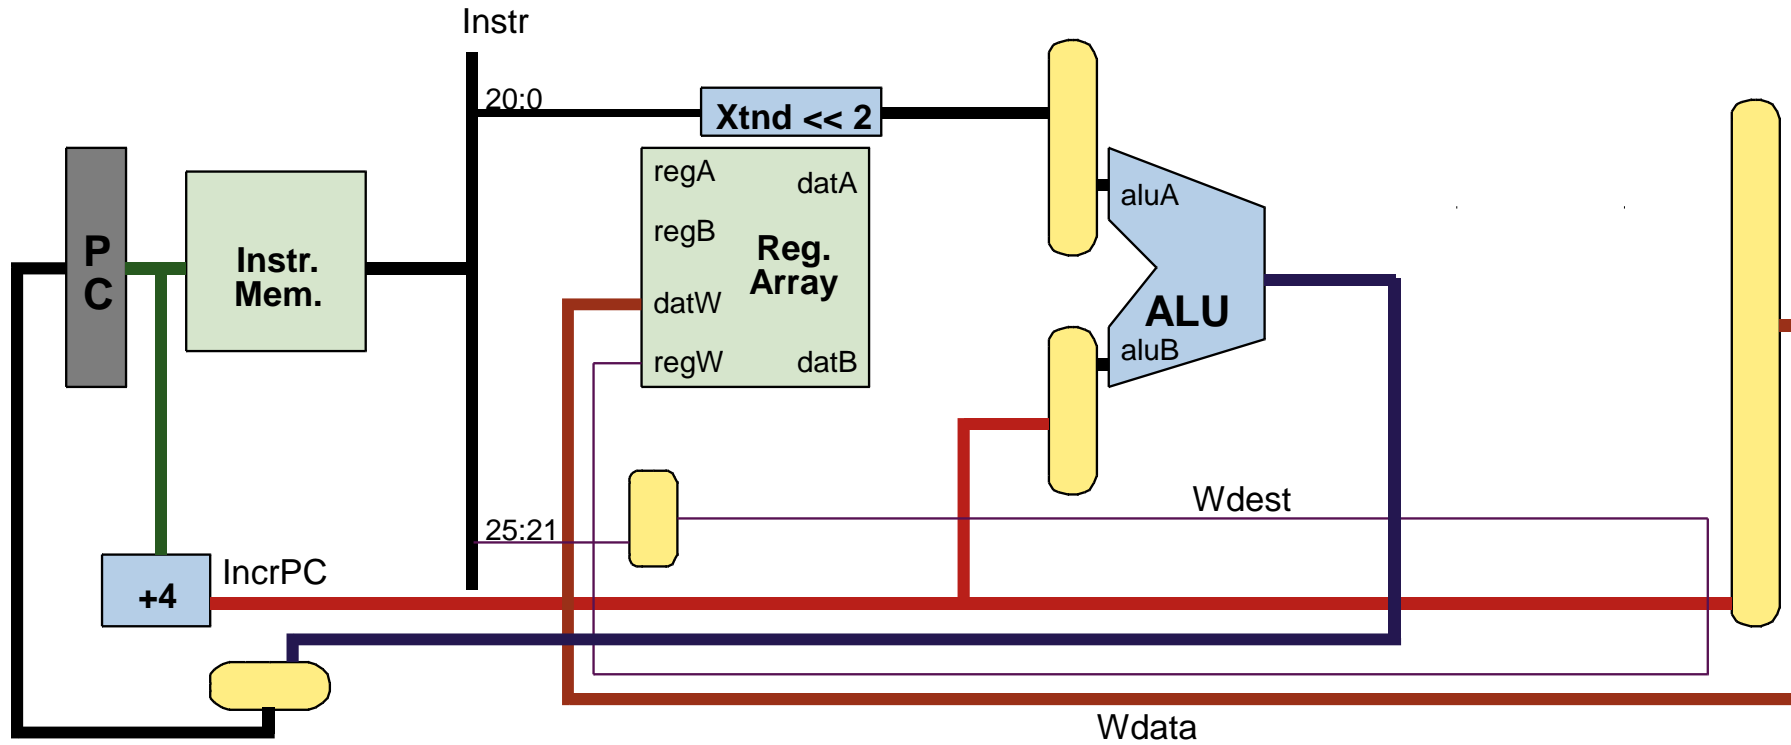 Instr
20:0
Xtnd << 2
regA
datA
aluA
regB
P
C
Instr.
Mem.
Reg.
Array
datW
ALU
regW
datB
aluB
Wdest
25:21
IncrPC
+4
Wdata